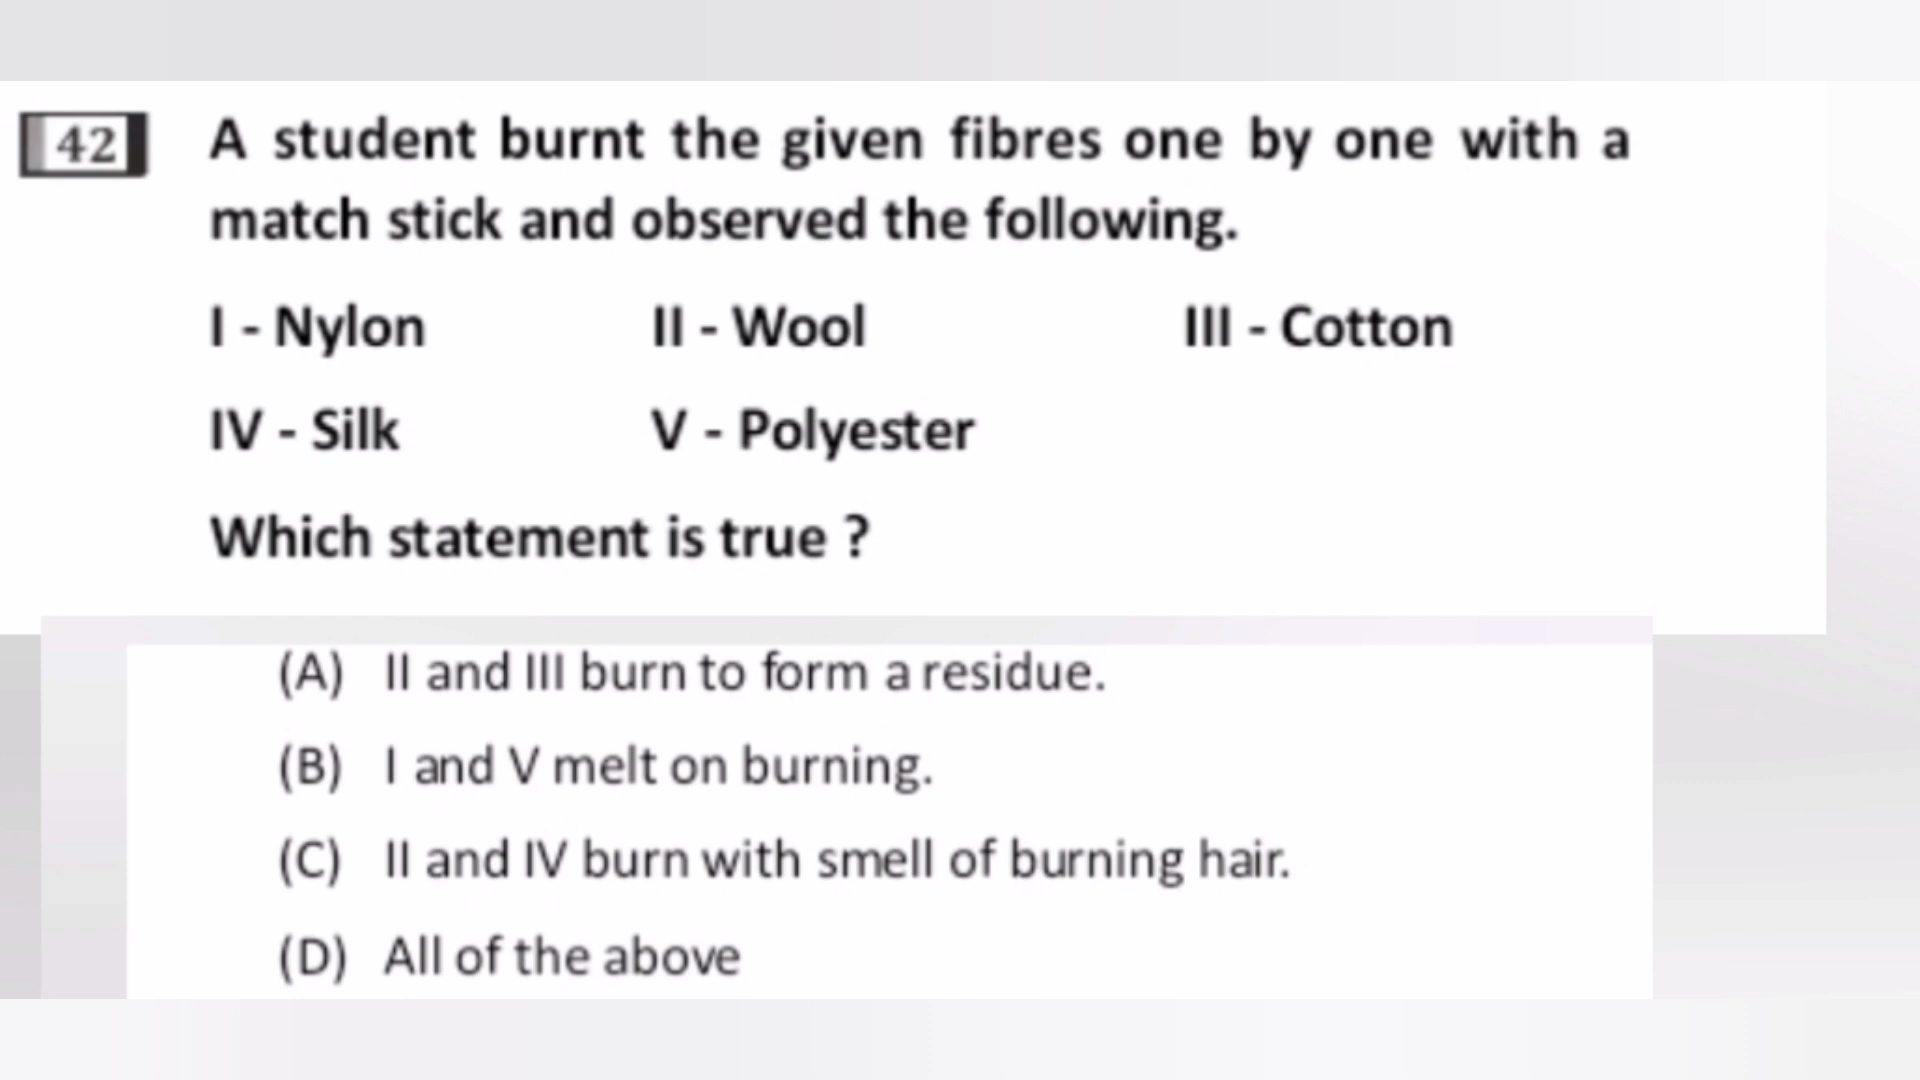 42 A student burnt the given fibres one by one with a
match stick and observed the following.
I - Nylon II - Wool III - Cotton
IV - Silk V - Polyester
Which statement is true ?
(A) II and III burn to form a residue.
(B) I and V melt on burning.
(C) II and IV burn with smell of burning hair.
(D) All of the above